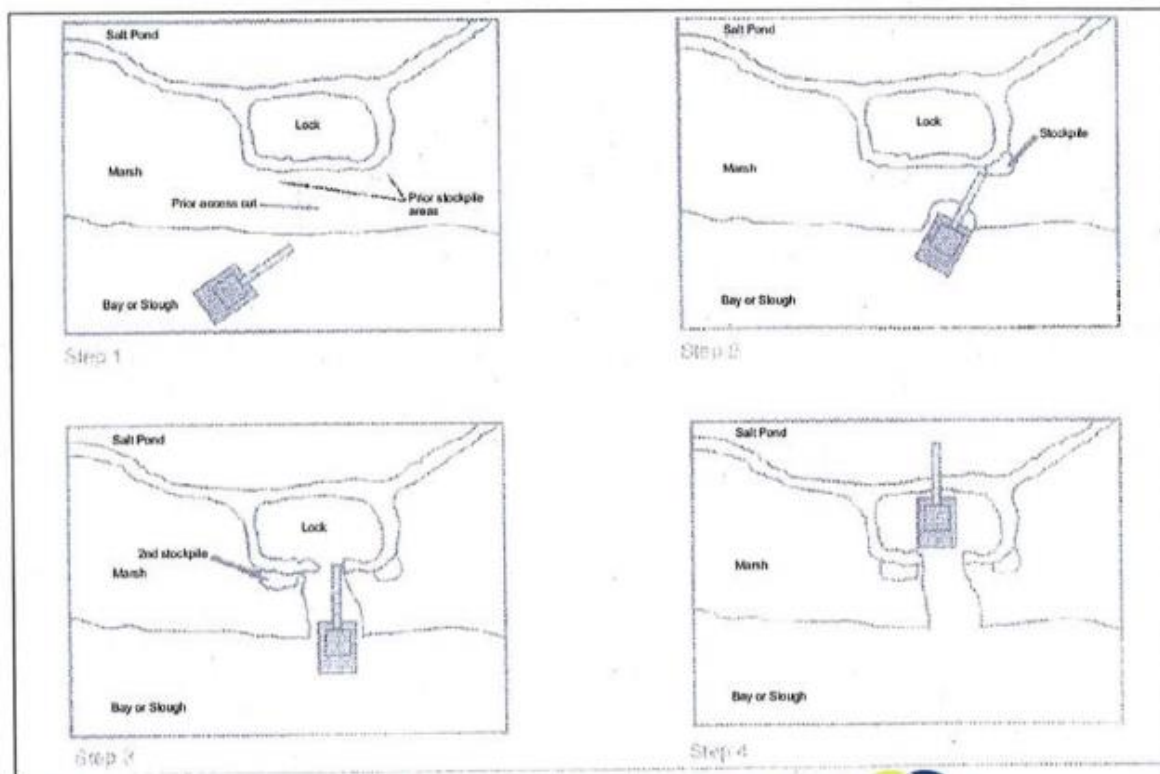 Salt Pond
Lock
Marsh
Prior access cut
Prior stockpile
areas
Bay or Slough
Step 1
Salt Pond
Lock
Stockpile
Marsh
Bay or Slough
Step 2
Salt Pond
Lock
2nd stockpile
Marsh
Bay or Slough
Step 3
Salt Pond
Marsh
Bay or Slough
Step 4